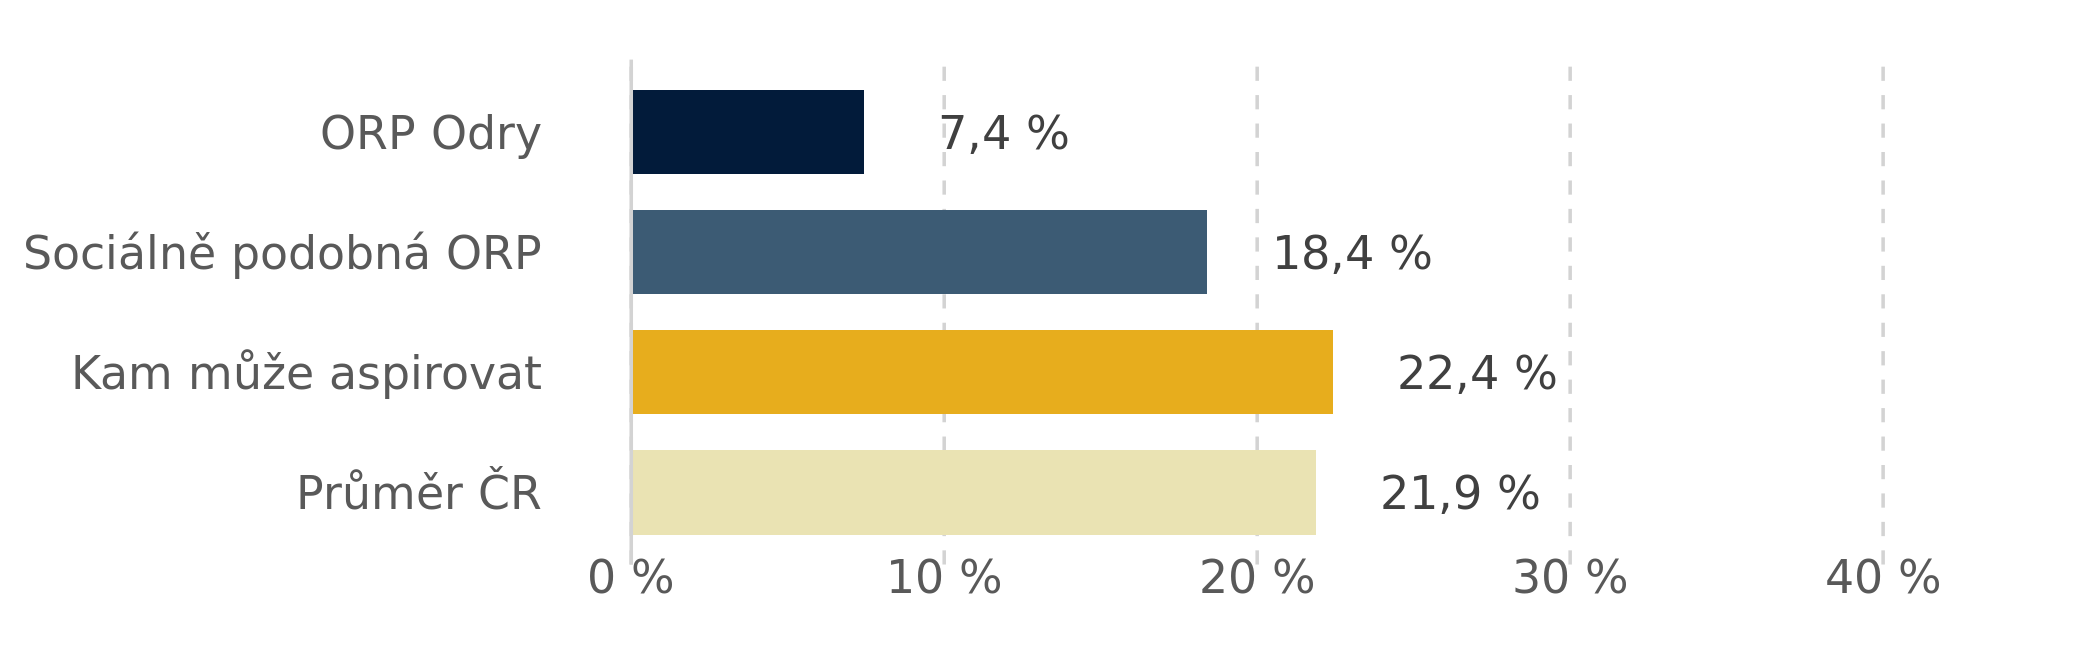 ORP Odry 7,4 %
Sociálně podobná ORP 18,4 %
Kam může aspirovat 22,4 %
Průměr ČR 21,9 %
0 % 10 % 20 % 30 % 40 %